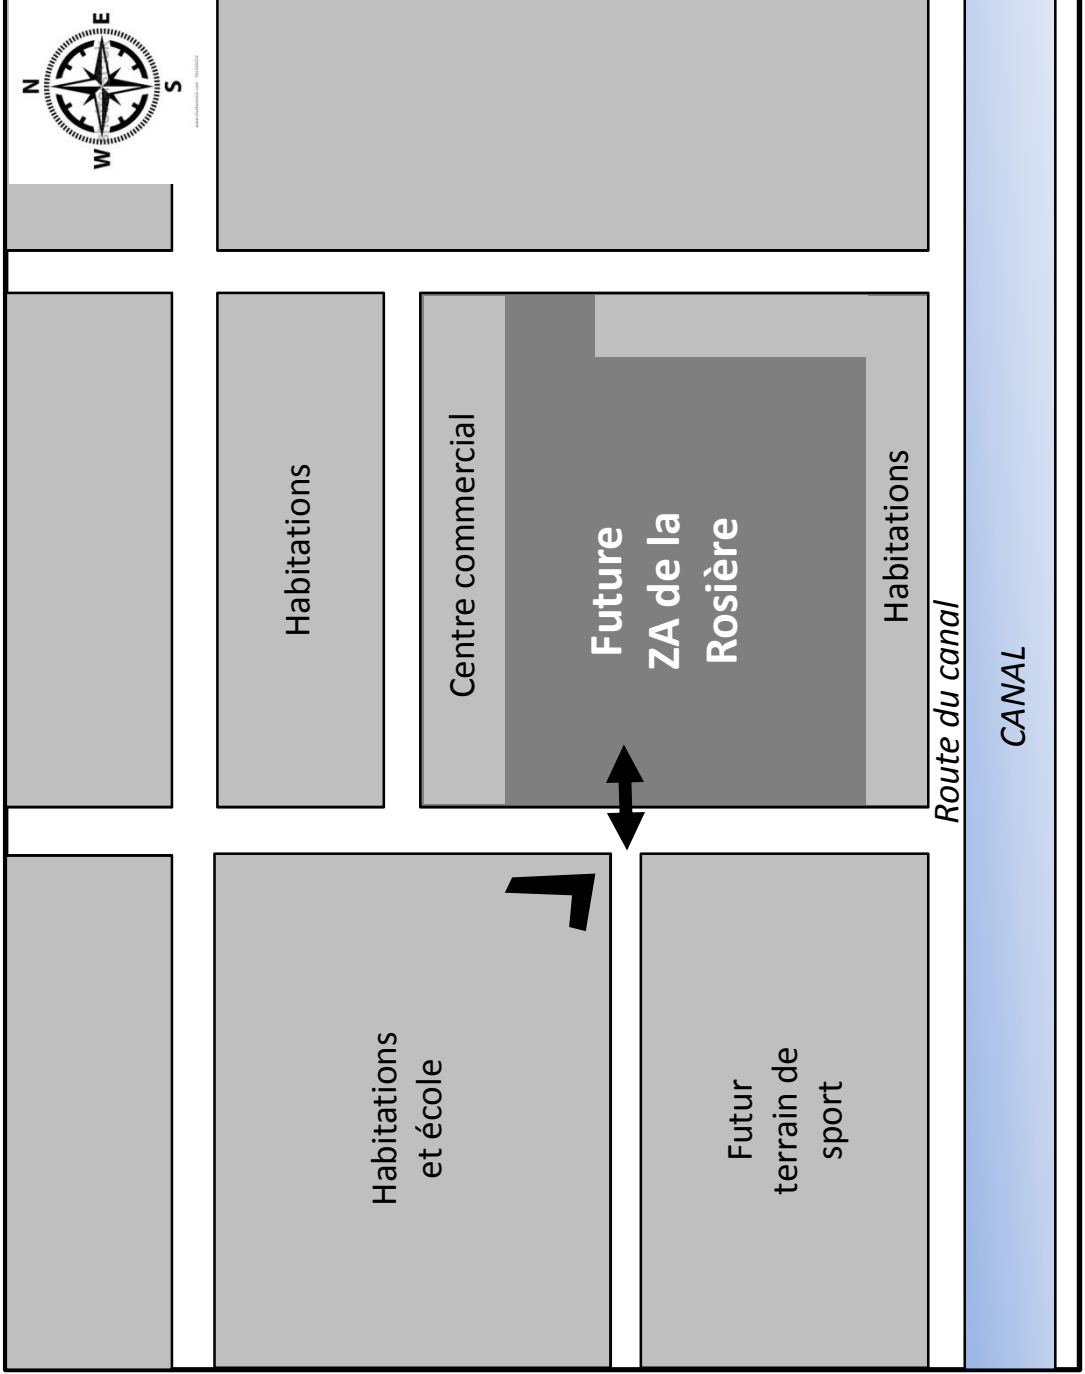 N
E
S
W
Habitations
Centre commercial
Future
ZA de la
Rosière
Habitations
Route du canal
CANAL
Habitations
et école
Futur
terrain de
sport